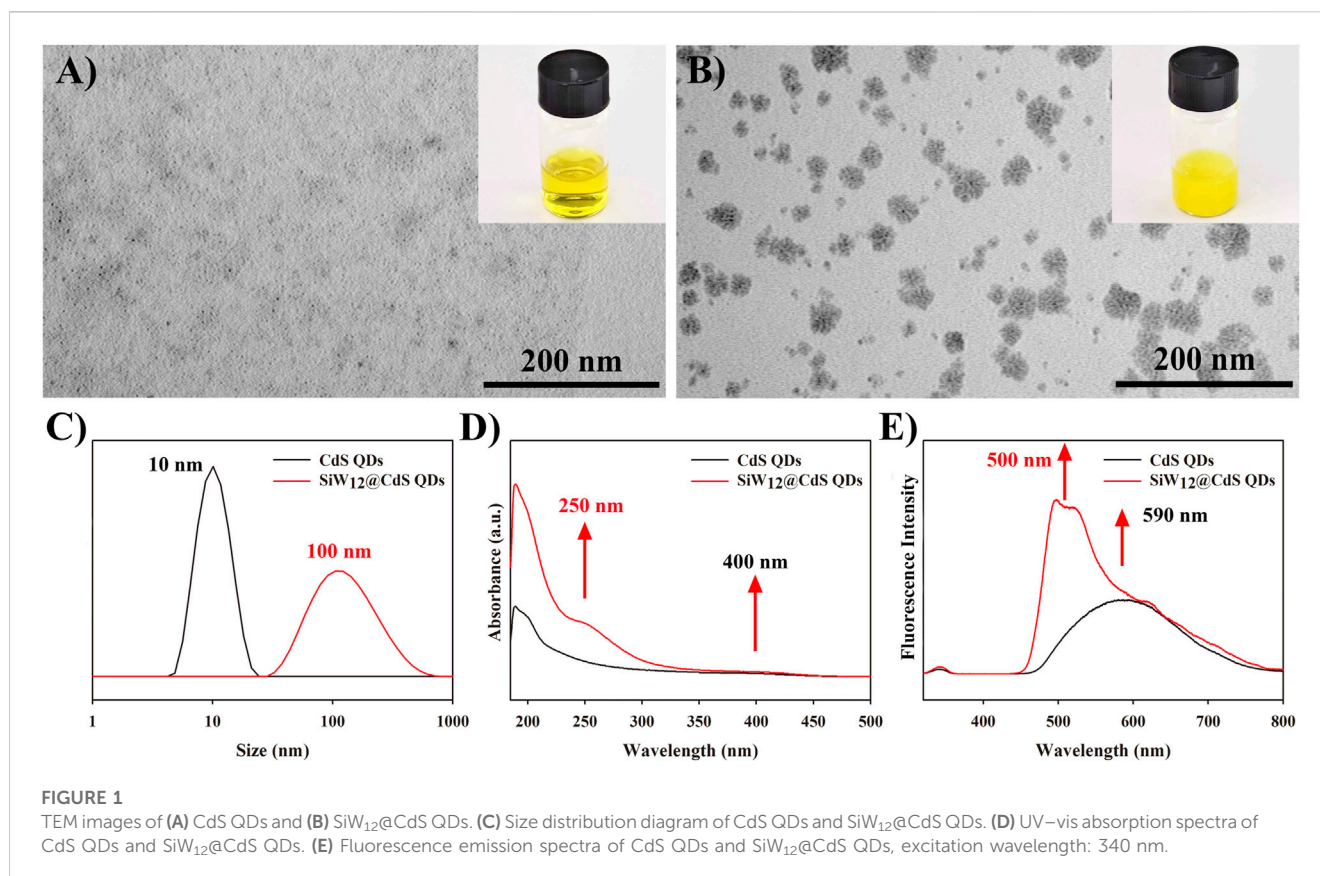 A)
200 nm
B)
200 nm
C)
10 nm
100 nm
CdS QDs
SiW12@CdS QDs
1
10
100
1000
Size (nm)
D)
Absorbance (a.u.)
250 nm
400 nm
CdS QDs
SiW12@CdS QDs
200
250
300
350
400
450
500
Wavelength (nm)
E)
Fluorescence Intensity
500 nm
590 nm
CdS QDs
SiW12@CdS QDs
400
500
600
700
800
Wavelength (nm)
FIGURE 1
TEM images of (A) CdS QDs and (B) SiW12@CdS QDs. (C) Size distribution diagram of CdS QDs and SiW12@CdS QDs. (D) UV–vis absorption spectra of
CdS QDs and SiW12@CdS QDs. (E) Fluorescence emission spectra of CdS QDs and SiW12@CdS QDs, excitation wavelength: 340 nm.